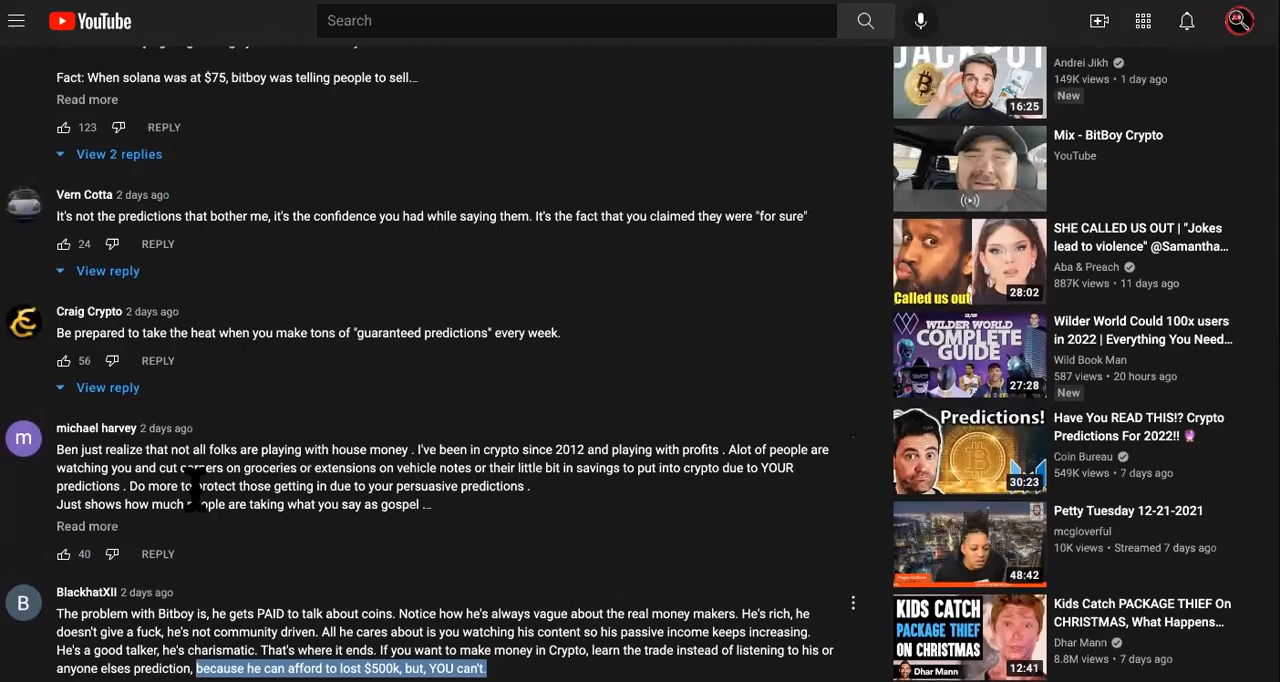 YouTube
Search
Fact: When solana was at $75, bitboy was telling people to sell...
Read more
123 REPLY
View 2 replies
Vern Cotta 2 days ago
It's not the predictions that bother me, it's the confidence you had while saying them. It's the fact that you claimed they were "for sure"
24 REPLY
View reply
Craig Crypto 2 days ago
Be prepared to take the heat when you make tons of "guaranteed predictions" every week.
56 REPLY
View reply
m
michael harvey 2 days ago
Ben just realize that not all folks are playing with house money . I've been in crypto since 2012 and playing with profits . Alot of people are
watching you and cut corners on groceries or extensions on vehicle notes or their little bit in savings to put into crypto due to YOUR
predictions . Do more to protect those getting in due to your persuasive predictions .
Just shows how much people are taking what you say as gospel ...
Read more
40 REPLY
B
BlackhatXII 2 days ago
The problem with Bitboy is, he gets PAID to talk about coins. Notice how he's always vague about the real money makers. He's rich, he
doesn't give a fuck, he's not community driven. All he cares about is you watching his content so his passive income keeps increasing.
He's a good talker, he's charismatic. That's where it ends. If you want to make money in Crypto, learn the trade instead of listening to his or
anyone elses prediction, because he can afford to lost $500k, but, YOU can't.
JACKPOT
16:25
Andrei Jikh
149K views • 1 day ago
New
Mix - BitBoy Crypto
YouTube
Called us out
28:02
SHE CALLED US OUT | "Jokes
lead to violence" @Samantha...
Aba & Preach
887K views • 11 days ago
WILDER WORLD
COMPLETE
GUIDE
27:28
Wilder World Could 100x users
in 2022 | Everything You Need...
Wild Book Man
587 views • 20 hours ago
New
Predictions!
30:23
Have You READ THIS!? Crypto
Predictions For 2022!!
Coin Bureau
549K views • 7 days ago
48:42
Petty Tuesday 12-21-2021
mcgloverful
10K views • Streamed 7 days ago
KIDS CATCH
PACKAGE
THIEF
ON CHRISTMAS
Dhar Mann
12:41
Kids Catch PACKAGE THIEF On
CHRISTMAS, What Happens...
Dhar Mann
8.8M views • 7 days ago